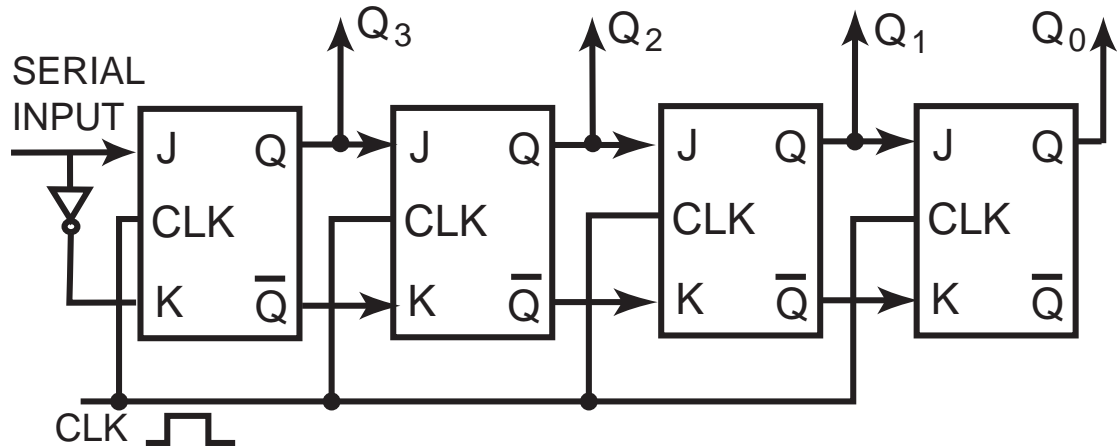 Q3
Q2
Q1
Q0
SERIAL
INPUT
J Q
CLK
K Q̅
J Q
CLK
K Q̅
J Q
CLK
K Q̅
J Q
CLK
K Q̅
CLK